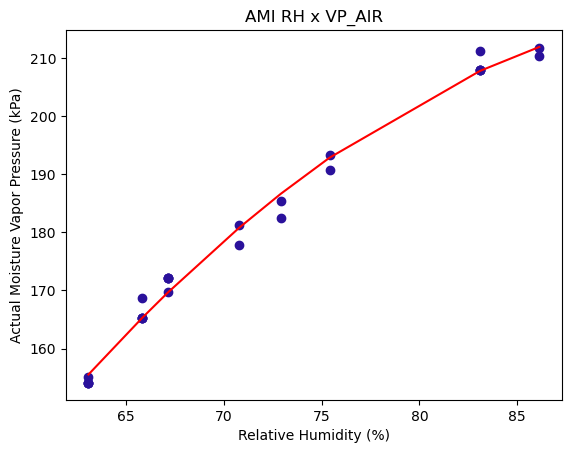 AMI RH x VP_AIR
Actual Moisture Vapor Pressure (kPa)
210
200
190
180
170
160
65 70 75 80 85
Relative Humidity (%)